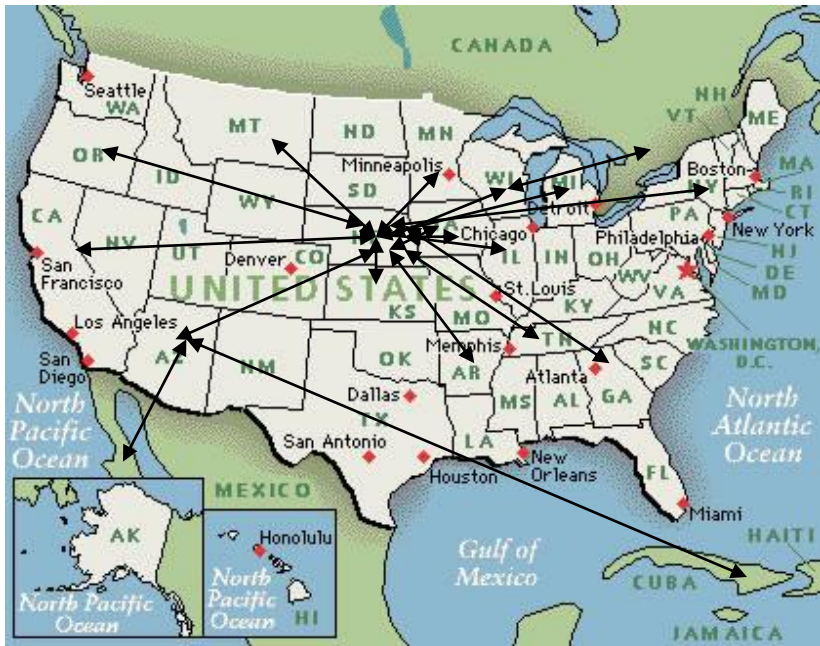 CANADA
NH
VT
ME
Seattle
WA
MT
ND
MN
OR
Minneapolis
WI
MI
Boston
MA
ID
SD
WY
Detroit
RI
CT
CA
NV
UT
Chicago
PA
New York
Philadelphia
NJ
San
Francisco
Denver
CO
IL
IN
OH
WV
DE
MD
UNITED STATES
St. Louis
VA
KS
MO
KY
Los Angeles
WASHINGTON,
D.C.
San
Diego
AZ
NM
OK
Memphis
TN
NC
AR
SC
Atlanta
North
Pacific
Ocean
Dallas
TX
MS
AL
GA
North
Atlantic
Ocean
San Antonio
LA
Houston
New
Orleans
FL
MEXICO
Miami
AK
Honolulu
North
Pacific
Ocean
HI
North Pacific
Ocean
Gulf of
Mexico
HAITI
CUBA
JAMAICA